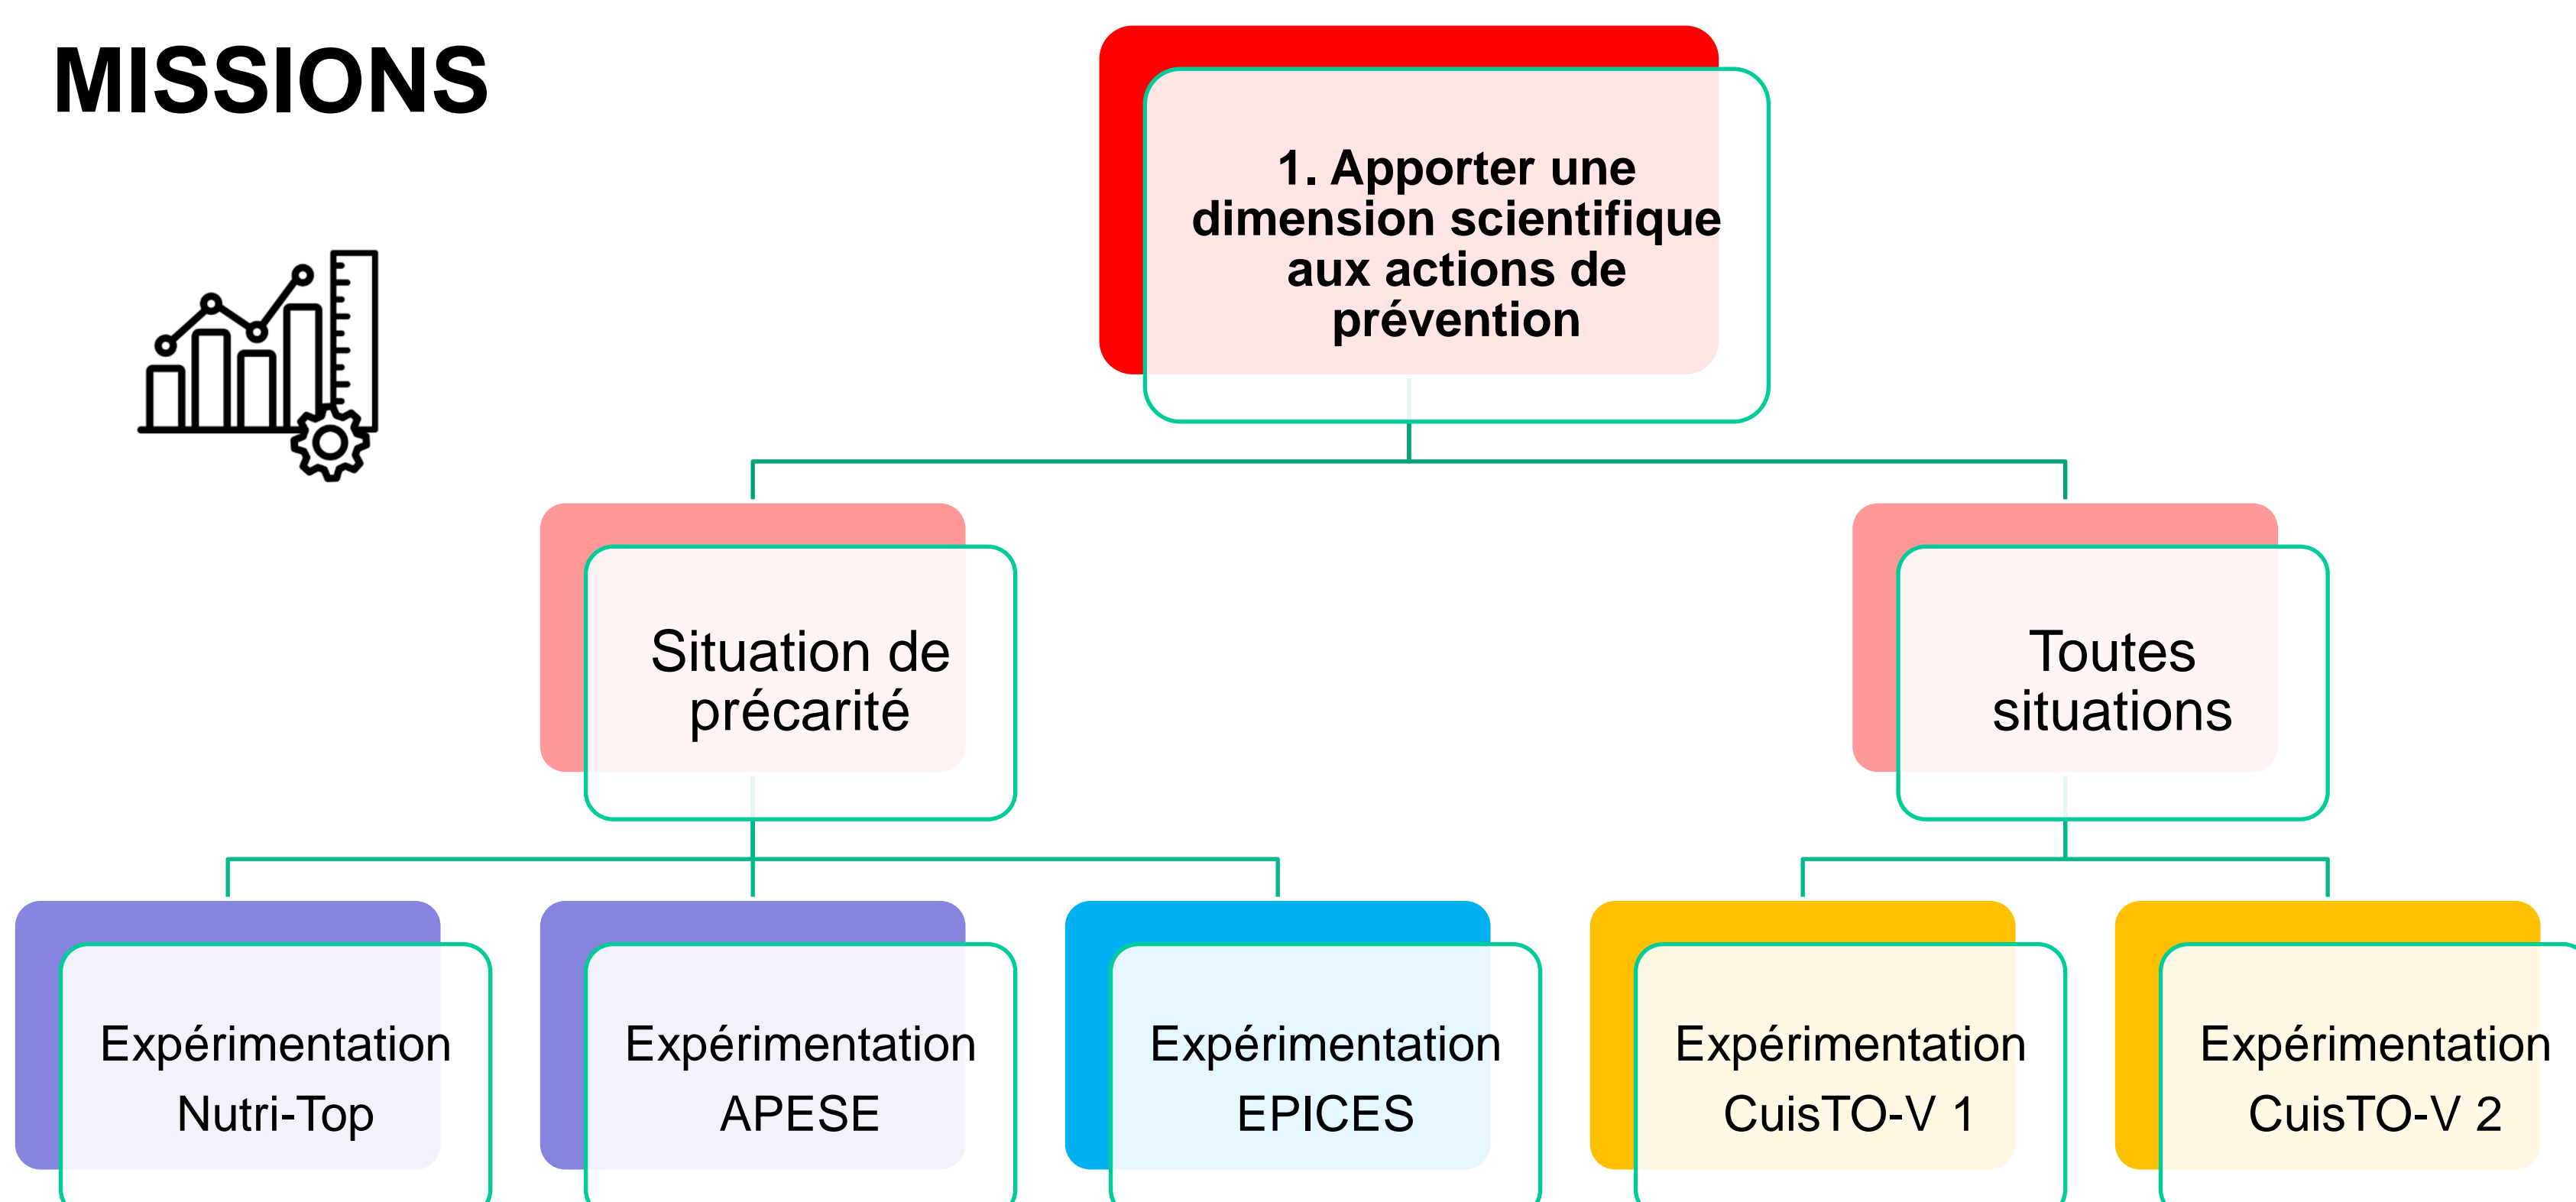 MISSIONS
1. Apporter une
dimension scientifique
aux actions de
prévention
Situation de
précarité
Toutes
situations
Expérimentation
Nutri-Top
Expérimentation
APESE
Expérimentation
EPICES
Expérimentation
CuisTO-V 1
Expérimentation
CuisTO-V 2